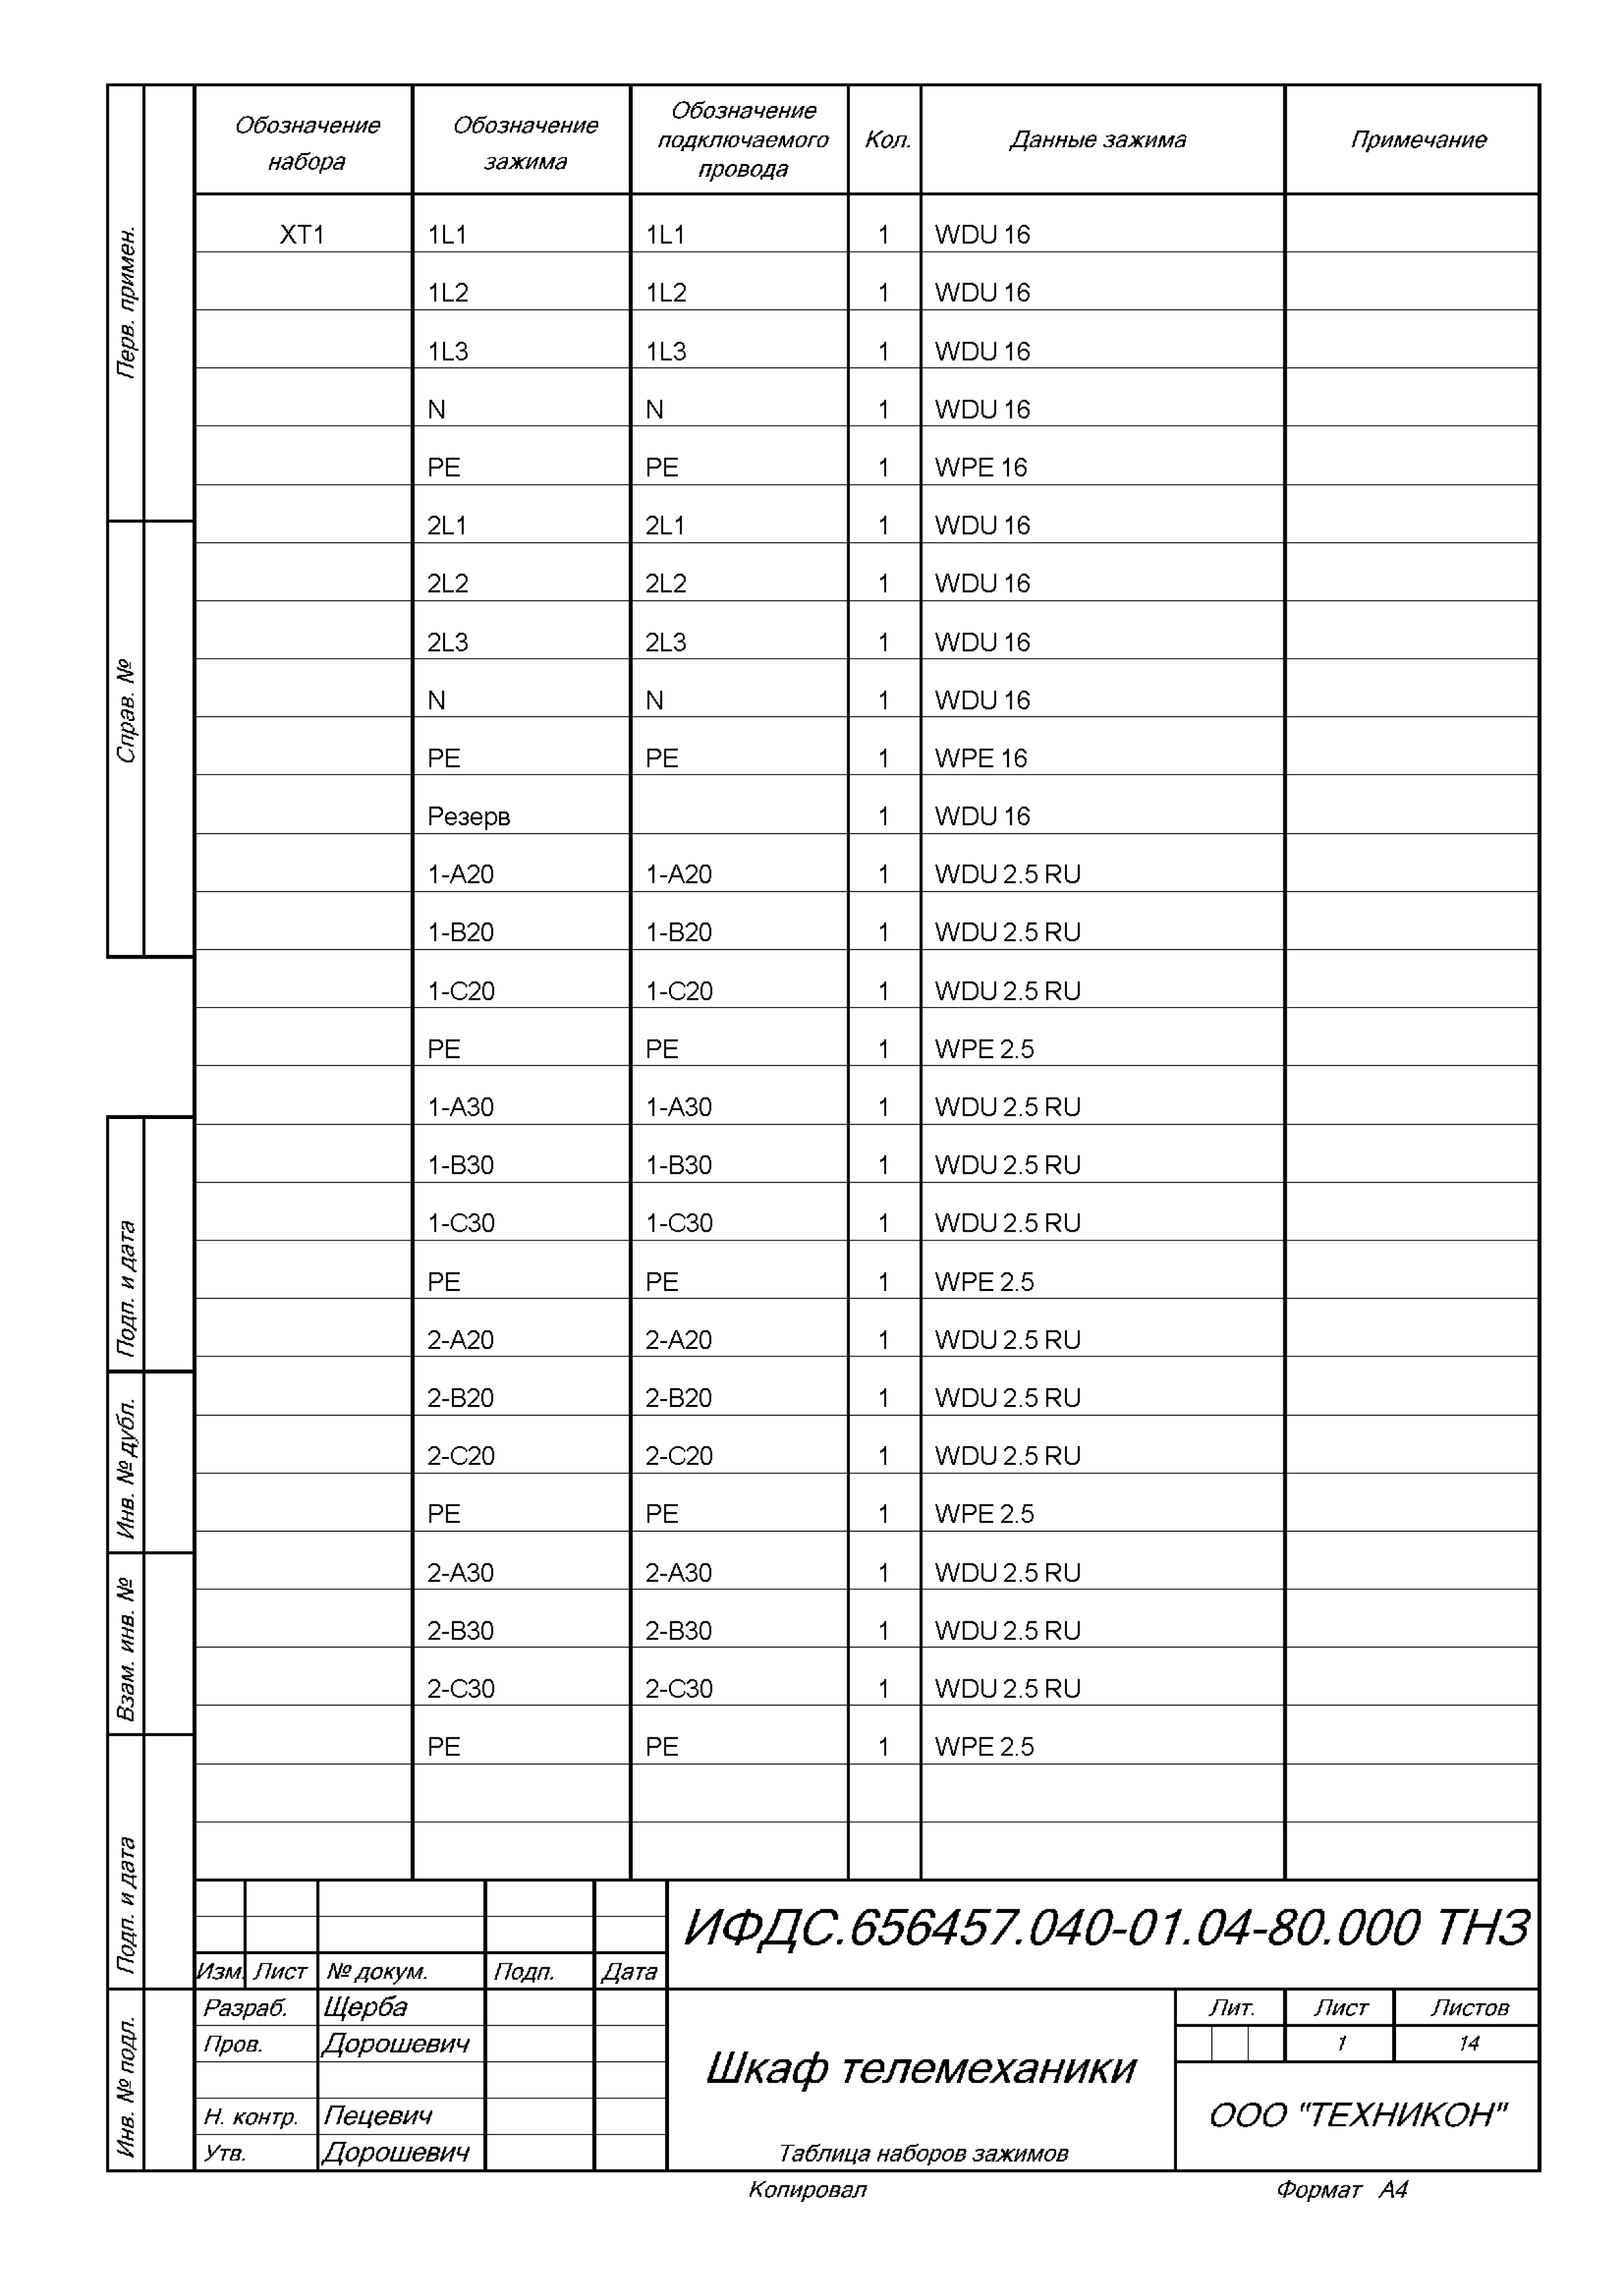 Обозначение набора Обозначение зажима Обозначение подключаемого провода Кол. Данные зажима Примечание
XT1 1L1 1L1 1 WDU 16
1L2 1L2 1 WDU 16
1L3 1L3 1 WDU 16
N N 1 WDU 16
PE PE 1 WPE 16
2L1 2L1 1 WDU 16
2L2 2L2 1 WDU 16
2L3 2L3 1 WDU 16
N N 1 WDU 16
PE PE 1 WPE 16
Резерв 1 WDU 16
1-A20 1-A20 1 WDU 2.5 RU
1-B20 1-B20 1 WDU 2.5 RU
1-C20 1-C20 1 WDU 2.5 RU
PE PE 1 WPE 2.5
1-A30 1-A30 1 WDU 2.5 RU
1-B30 1-B30 1 WDU 2.5 RU
1-C30 1-C30 1 WDU 2.5 RU
PE PE 1 WPE 2.5
2-A20 2-A20 1 WDU 2.5 RU
2-B20 2-B20 1 WDU 2.5 RU
2-C20 2-C20 1 WDU 2.5 RU
PE PE 1 WPE 2.5
2-A30 2-A30 1 WDU 2.5 RU
2-B30 2-B30 1 WDU 2.5 RU
2-C30 2-C30 1 WDU 2.5 RU
PE PE 1 WPE 2.5
Перв. примен.
Справ. №
Подп. и дата
Инв. № дубл.
Взам. инв. №
Подп. и дата
Инв. № подл.
ИФДС.656457.040-01.04-80.000 ТНЗ
Изм. Лист № докум. Подп. Дата
Разраб. Щерба
Пров. Дорошевич
Н. контр. Пецевич
Утв. Дорошевич
Шкаф телемеханики
Таблица наборов зажимов
Лит. Лист Листов
1 14
ООО "ТЕХНИКОН"
Копировал Формат А4